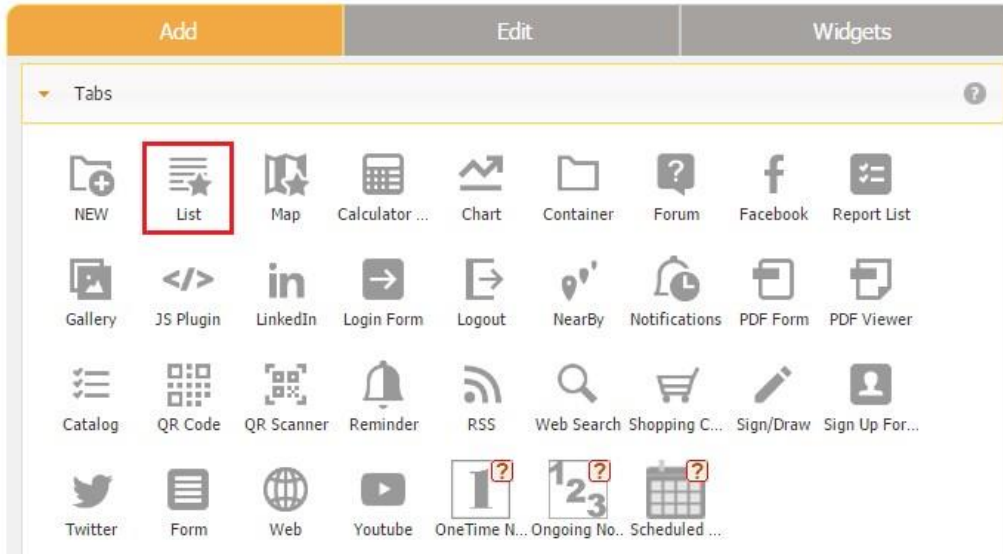 Add Edit Widgets
Tabs ?
NEW List Map Calculator ... Chart Container Forum Facebook Report List
Gallery JS Plugin LinkedIn Login Form Logout NearBy Notifications PDF Form PDF Viewer
Catalog QR Code QR Scanner Reminder RSS Web Search Shopping C... Sign/Draw Sign Up For...
1 ? 123 ? ?
Twitter Form Web Youtube OneTime N... Ongoing No.. Scheduled ...